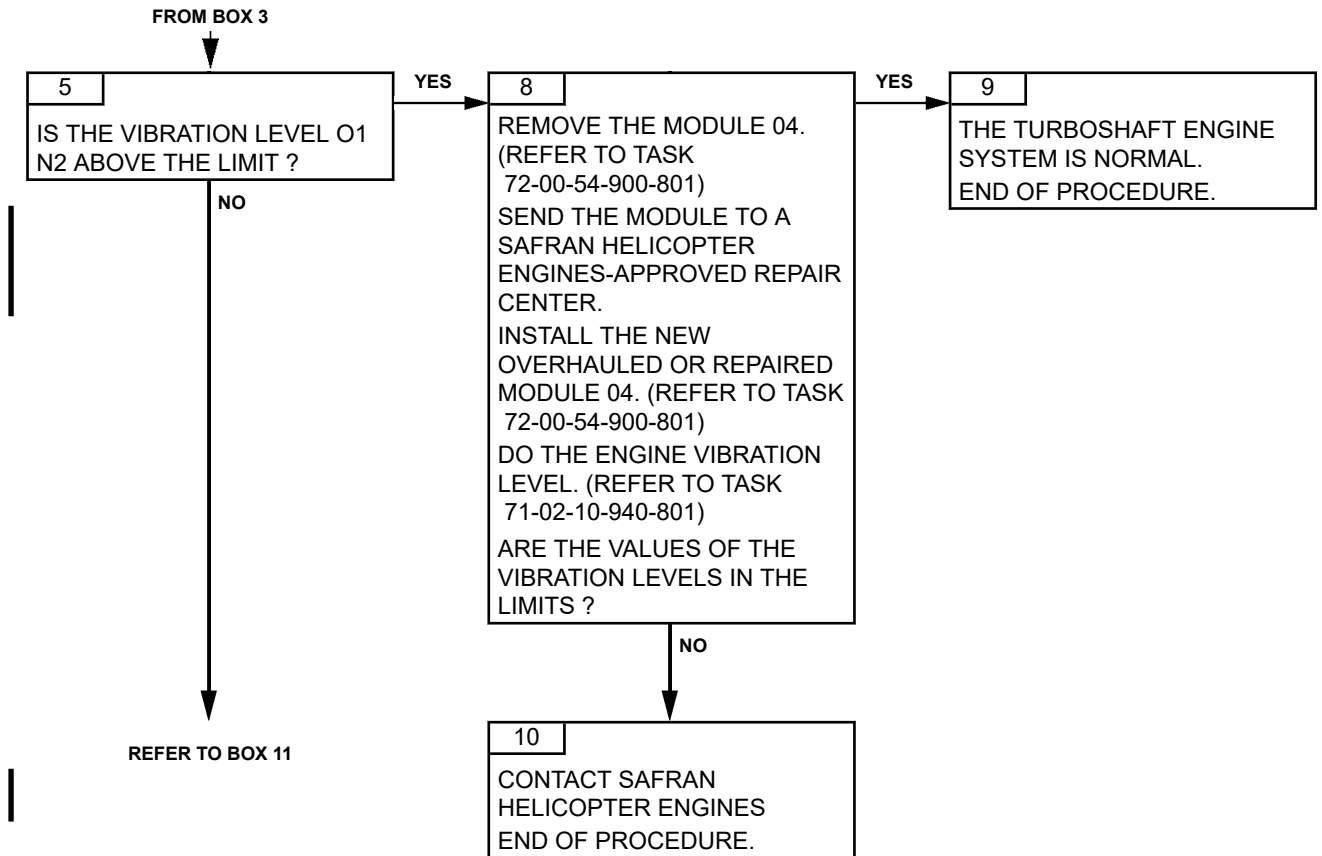 FROM BOX 3
5
IS THE VIBRATION LEVEL O1
N2 ABOVE THE LIMIT ?
YES
NO
REFER TO BOX 11
8
REMOVE THE MODULE 04.
(REFER TO TASK
72-00-54-900-801)
SEND THE MODULE TO A
SAFRAN HELICOPTER
ENGINES-APPROVED REPAIR
CENTER.
INSTALL THE NEW
OVERHAULED OR REPAIRED
MODULE 04. (REFER TO TASK
72-00-54-900-801)
DO THE ENGINE VIBRATION
LEVEL. (REFER TO TASK
71-02-10-940-801)
ARE THE VALUES OF THE
VIBRATION LEVELS IN THE
LIMITS ?
YES
NO
9
THE TURBOSHAFT ENGINE
SYSTEM IS NORMAL.
END OF PROCEDURE.
10
CONTACT SAFRAN
HELICOPTER ENGINES
END OF PROCEDURE.